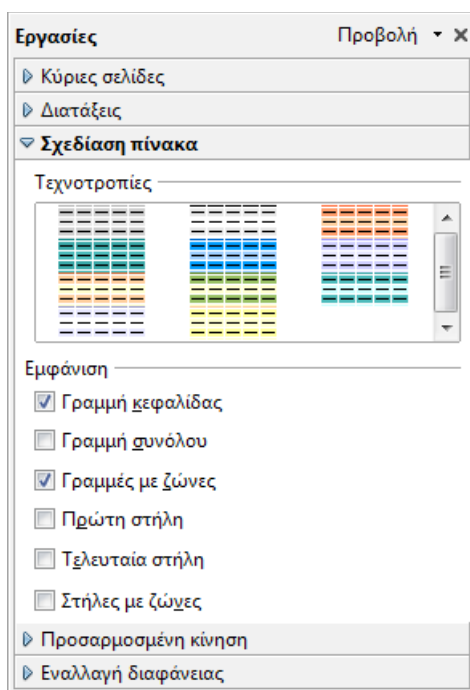 Εργασίες Προβολή
Κύριες σελίδες
Διατάξεις
Σχεδίαση πίνακα
Τεχνοτροπίες
Εμφάνιση
Γραμμή κεφαλίδας
Γραμμή συνόλου
Γραμμές με ζώνες
Πρώτη στήλη
Τελευταία στήλη
Στήλες με ζώνες
Προσαρμοσμένη κίνηση
Εναλλαγή διαφάνειας